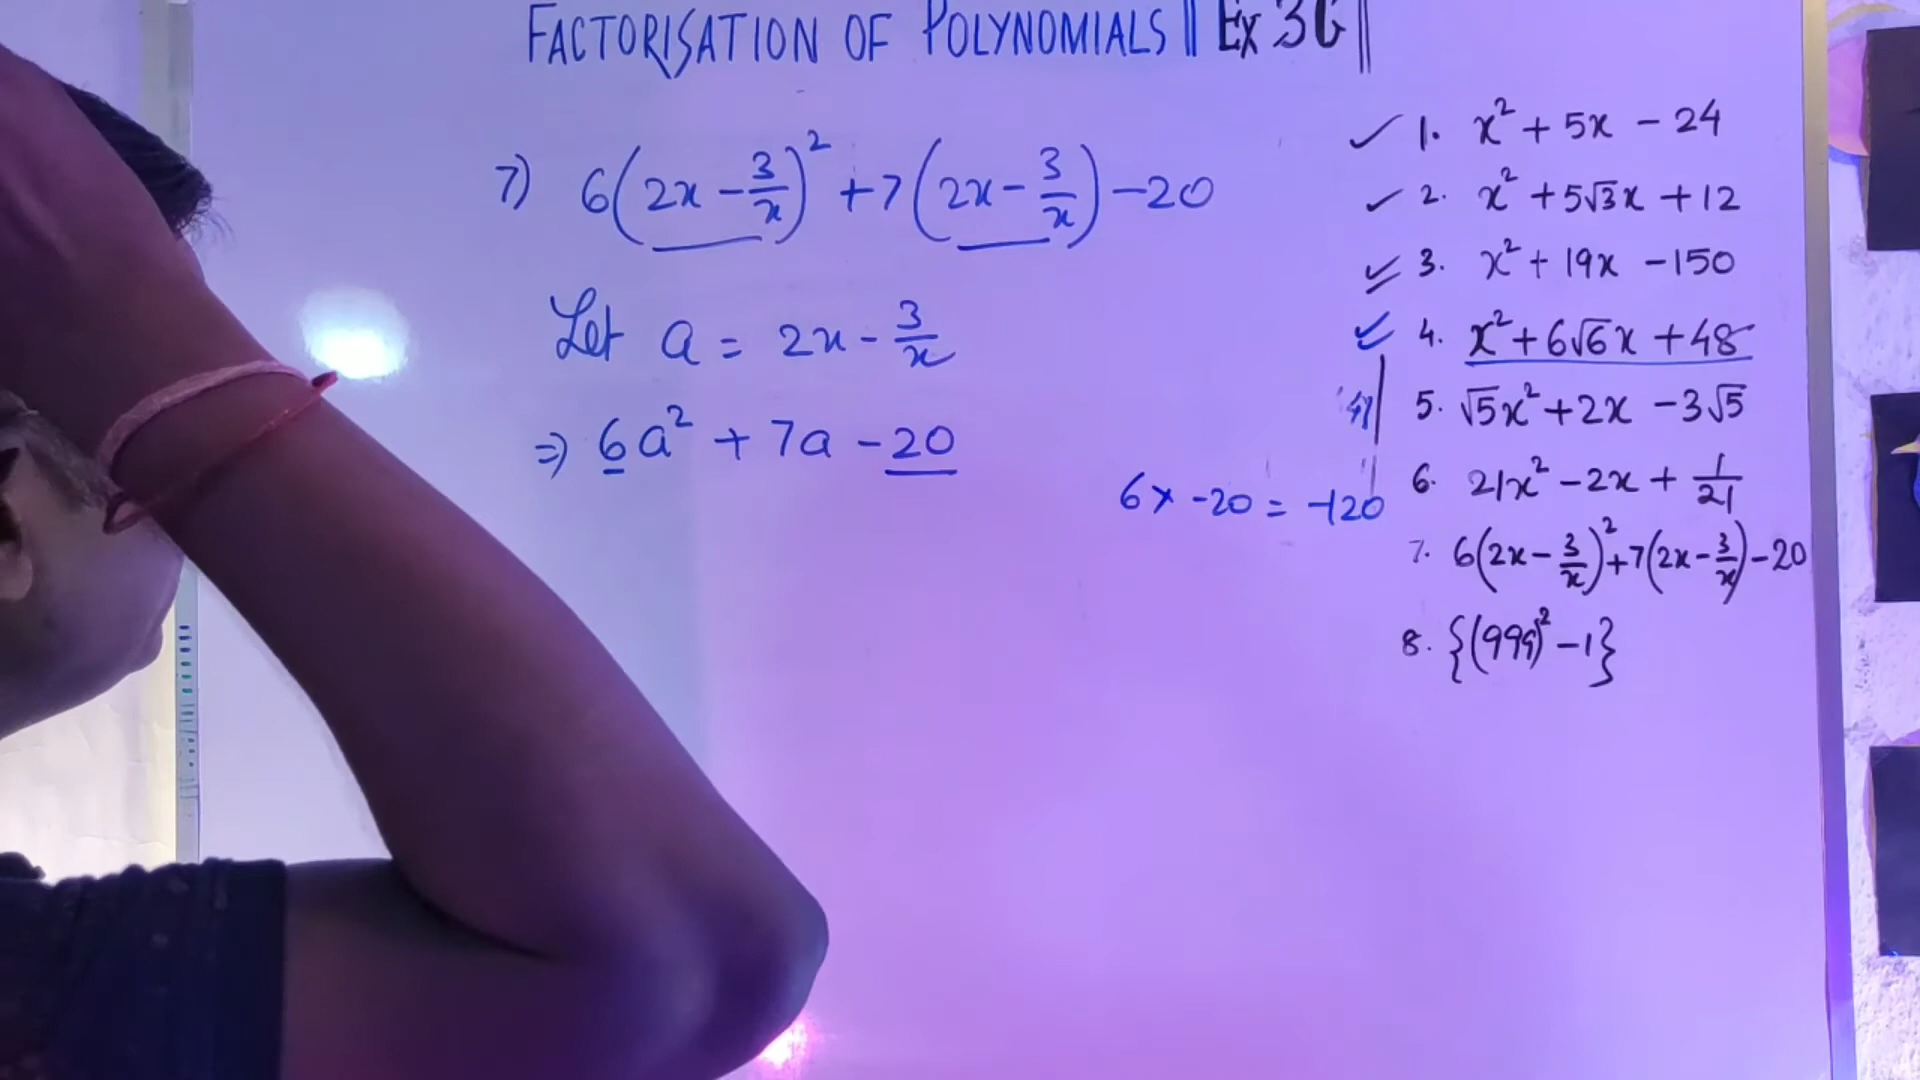 FACTORISATION OF POLYNOMIALS || Ex 3G ||
7) 6(2x - 3/x)² + 7(2x - 3/x) - 20
Let a = 2x - 3/x
⇒ 6a² + 7a - 20
6 x -20 = -120
✓ 1. x² + 5x - 24
✓ 2. x² + 5√3x + 12
✓ 3. x² + 19x - 150
✓ 4. x² + 6√6x + 48
5. √5x² + 2x - 3√5
6. 21x² - 2x + 1/21
7. 6(2x - 3/x)² + 7(2x - 3/x) - 20
8. {(999)² - 1}